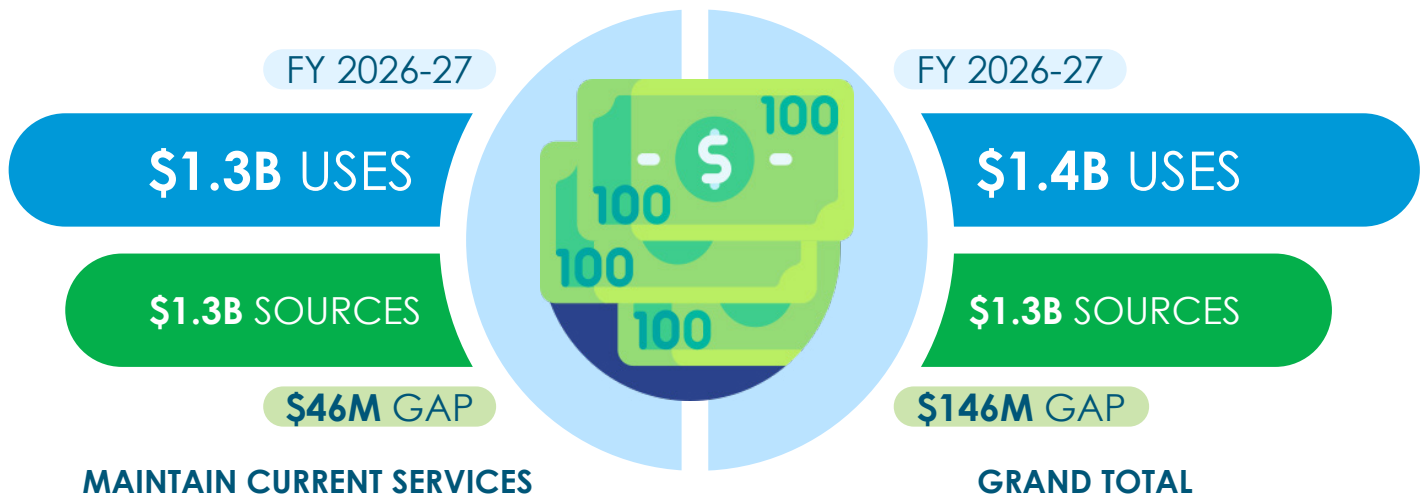 FY 2026-27
$1.3B USES
$1.3B SOURCES
$46M GAP
MAINTAIN CURRENT SERVICES
100
$
100
100
100
FY 2026-27
$1.4B USES
$1.3B SOURCES
$146M GAP
GRAND TOTAL